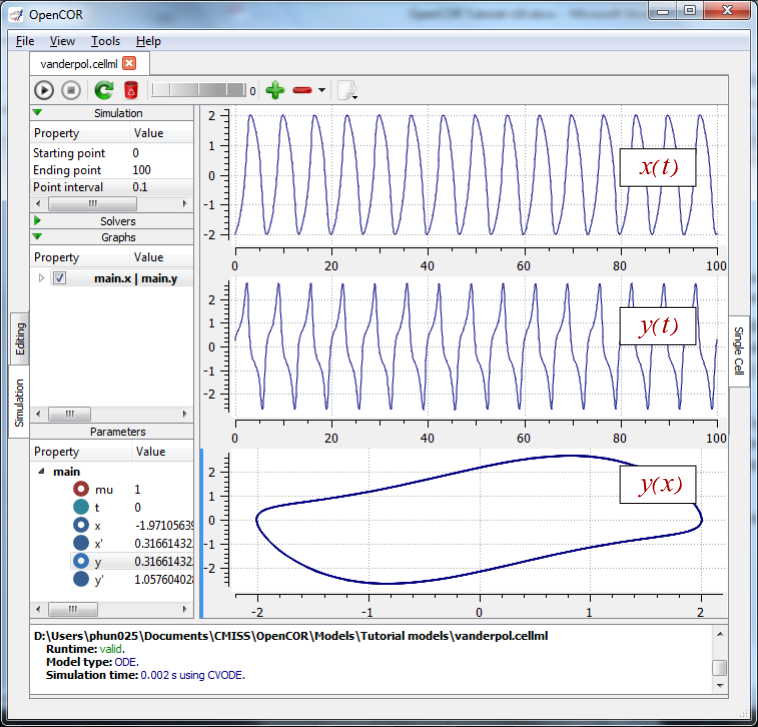 OpenCOR
File View Tools Help
vanderpol.cellml
0
Simulation
Property Value
Starting point 0
Ending point 100
Point interval 0.1
Solvers
Graphs
Property Value
main.x | main.y
Parameters
Property Value
main
mu 1
t 0
x -1.9710563
x' 0.31661432
y 0.31661432
y' 1.05760402
Editing
Simulation
2
1
0
-1
-2
0 20 40 60 80 100
x(t)
2
1
0
-1
-2
0 20 40 60 80 100
y(t)
2
1
0
-1
-2
-2 -1 0 1 2
y(x)
Single Cell
D:\Users\phun025\Documents\CMISS\OpenCOR\Models\Tutorial models\vanderpol.cellml
Runtime: valid.
Model type: ODE.
Simulation time: 0.002 s using CVODE.